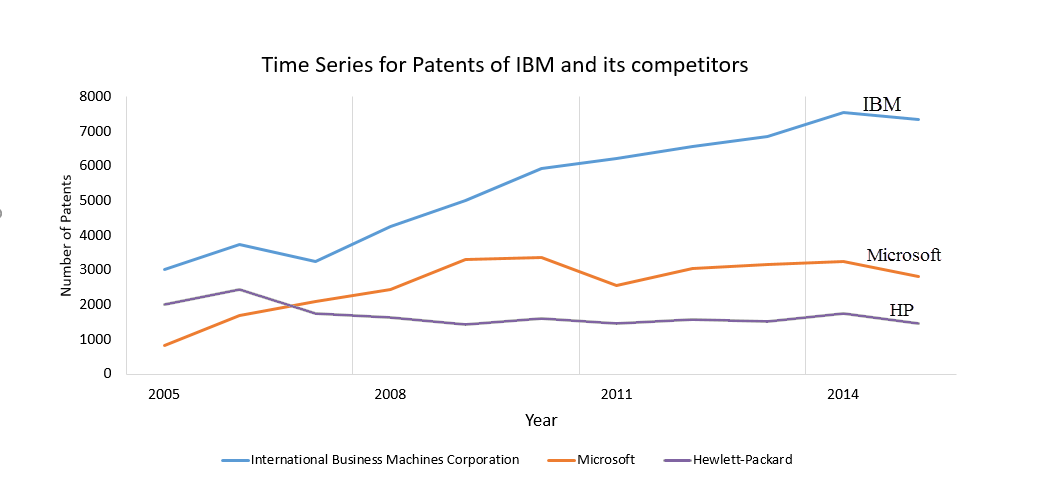 Time Series for Patents of IBM and its competitors
8000
7000
6000
5000
4000
3000
2000
1000
0
Number of Patents
IBM
Microsoft
HP
2005 2008 2011 2014
Year
International Business Machines Corporation Microsoft Hewlett-Packard